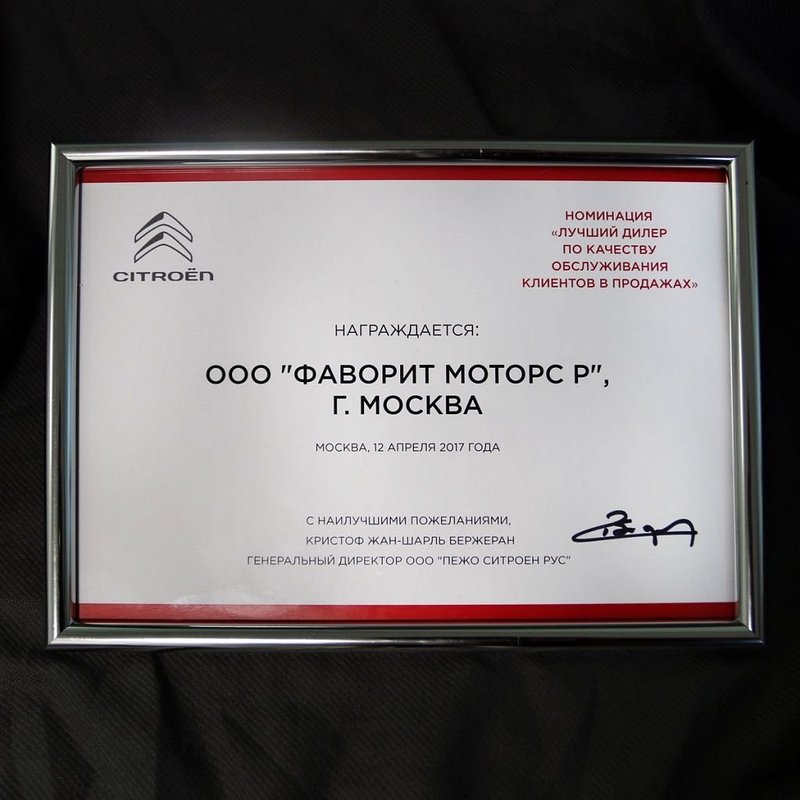 CITROËN
НОМИНАЦИЯ
«ЛУЧШИЙ ДИЛЕР
ПО КАЧЕСТВУ
ОБСЛУЖИВАНИЯ
КЛИЕНТОВ В ПРОДАЖАХ»
НАГРАЖДАЕТСЯ:
ООО "ФАВОРИТ МОТОРС Р",
Г. МОСКВА
МОСКВА, 12 АПРЕЛЯ 2017 ГОДА
С НАИЛУЧШИМИ ПОЖЕЛАНИЯМИ,
КРИСТОФ ЖАН-ШАРЛЬ БЕРЖЕРАН
ГЕНЕРАЛЬНЫЙ ДИРЕКТОР ООО "ПЕЖО СИТРОЕН РУС"